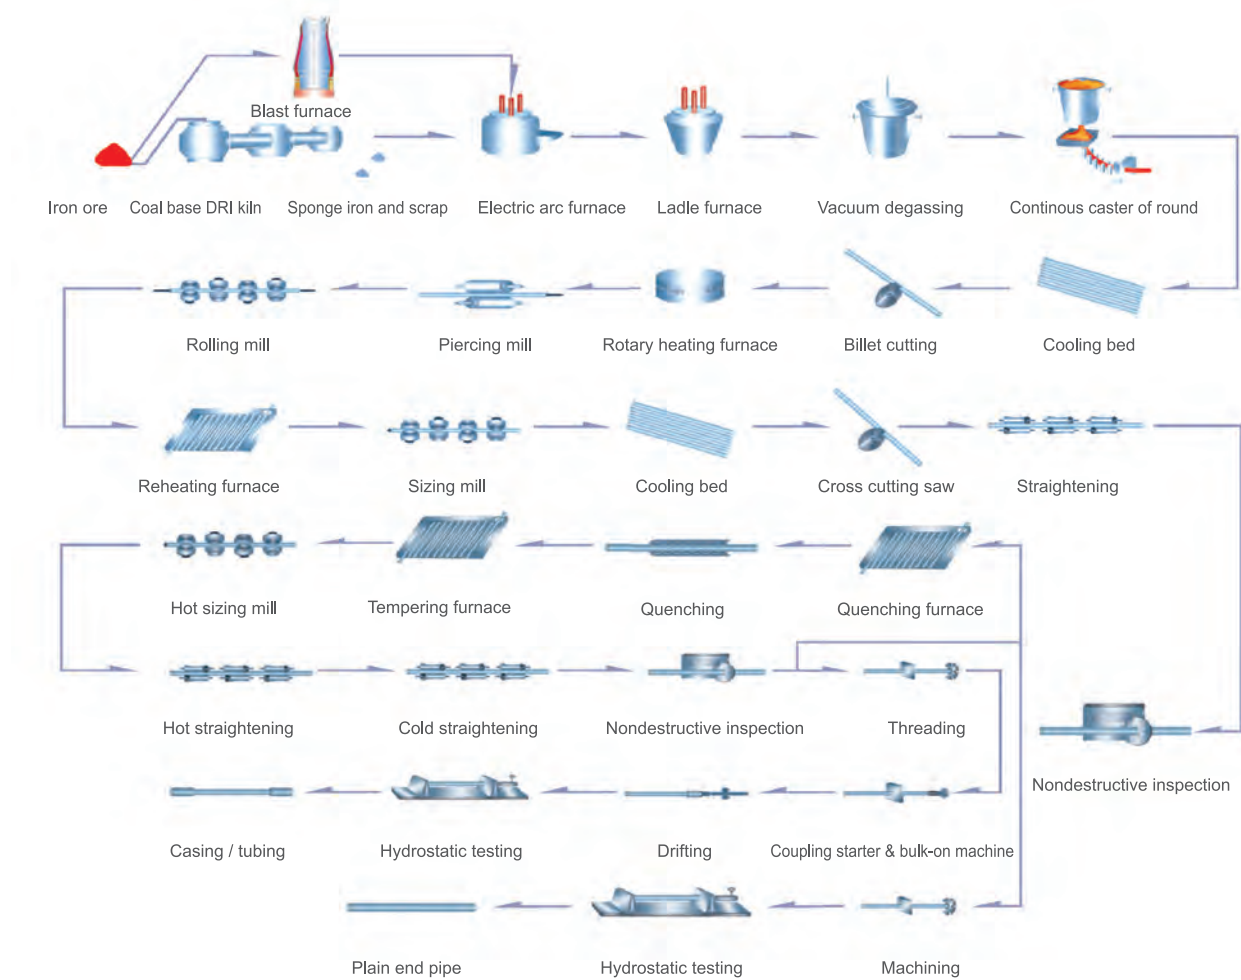 Blast furnace
Iron ore
Coal base DRI kiln
Sponge iron and scrap
Electric arc furnace
Ladle furnace
Vacuum degassing
Continous caster of round
Rolling mill
Piercing mill
Rotary heating furnace
Billet cutting
Cooling bed
Reheating furnace
Sizing mill
Cooling bed
Cross cutting saw
Straightening
Hot sizing mill
Tempering furnace
Quenching
Quenching furnace
Hot straightening
Cold straightening
Nondestructive inspection
Threading
Nondestructive inspection
Casing / tubing
Hydrostatic testing
Drifting
Coupling starter & bulk-on machine
Plain end pipe
Hydrostatic testing
Machining